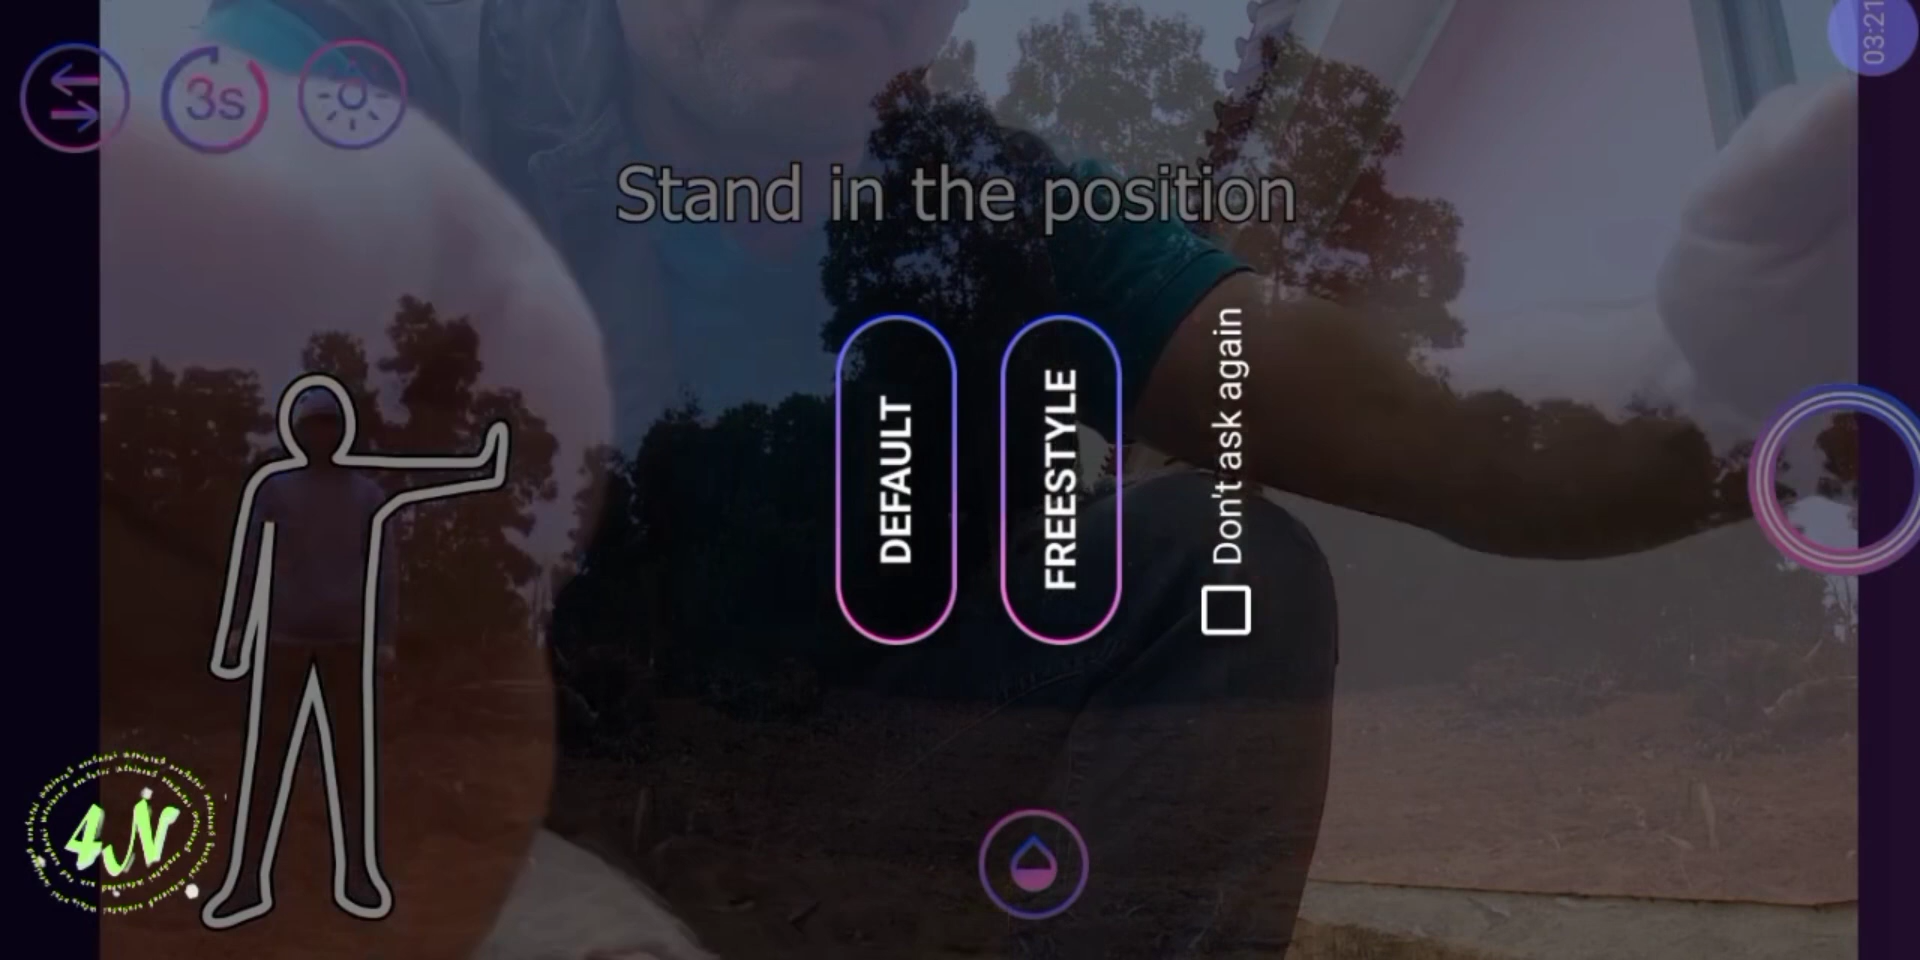 3s
03:21
Stand in the position
DEFAULT
FREESTYLE
Don't ask again
4N